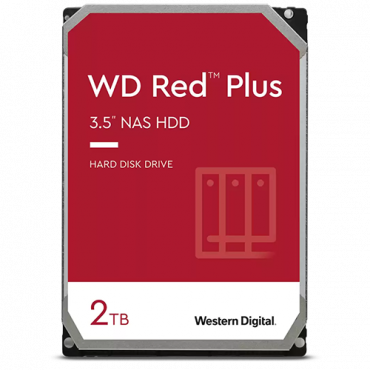 WD Red™ Plus
3.5" NAS HDD
HARD DISK DRIVE
2TB
Western Digital.